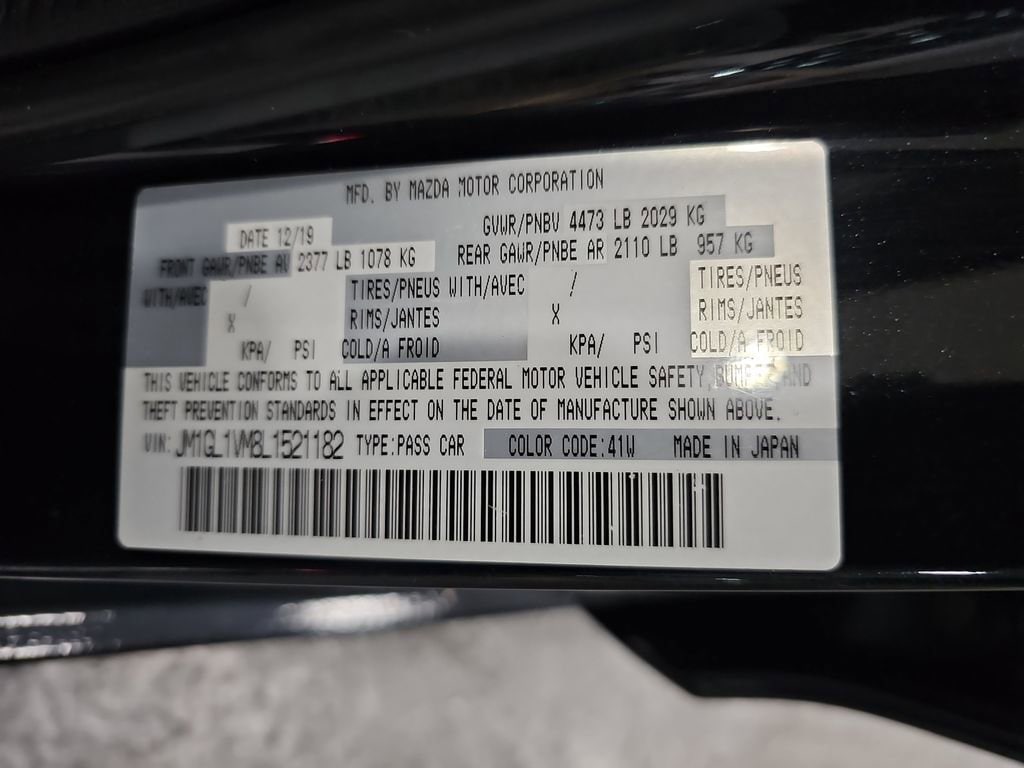 MFD. BY MAZDA MOTOR CORPORATION
DATE 12/19 GVWR/PNBV 4473 LB 2029 KG
FRONT GAWR/PNBE AV 2377 LB 1078 KG REAR GAWR/PNBE AR 2110 LB 957 KG
WITH/AVEC / TIRES/PNEUS WITH/AVEC / TIRES/PNEUS
X RIMS/JANTES X RIMS/JANTES
KPA/ PSI COLD/A FROID KPA/ PSI COLD/A FROID
THIS VEHICLE CONFORMS TO ALL APPLICABLE FEDERAL MOTOR VEHICLE SAFETY, BUMPER, AND
THEFT PREVENTION STANDARDS IN EFFECT ON THE DATE OF MANUFACTURE SHOWN ABOVE.
VIN: JM1GL1VM8L1521182 TYPE:PASS CAR COLOR CODE:41W MADE IN JAPAN